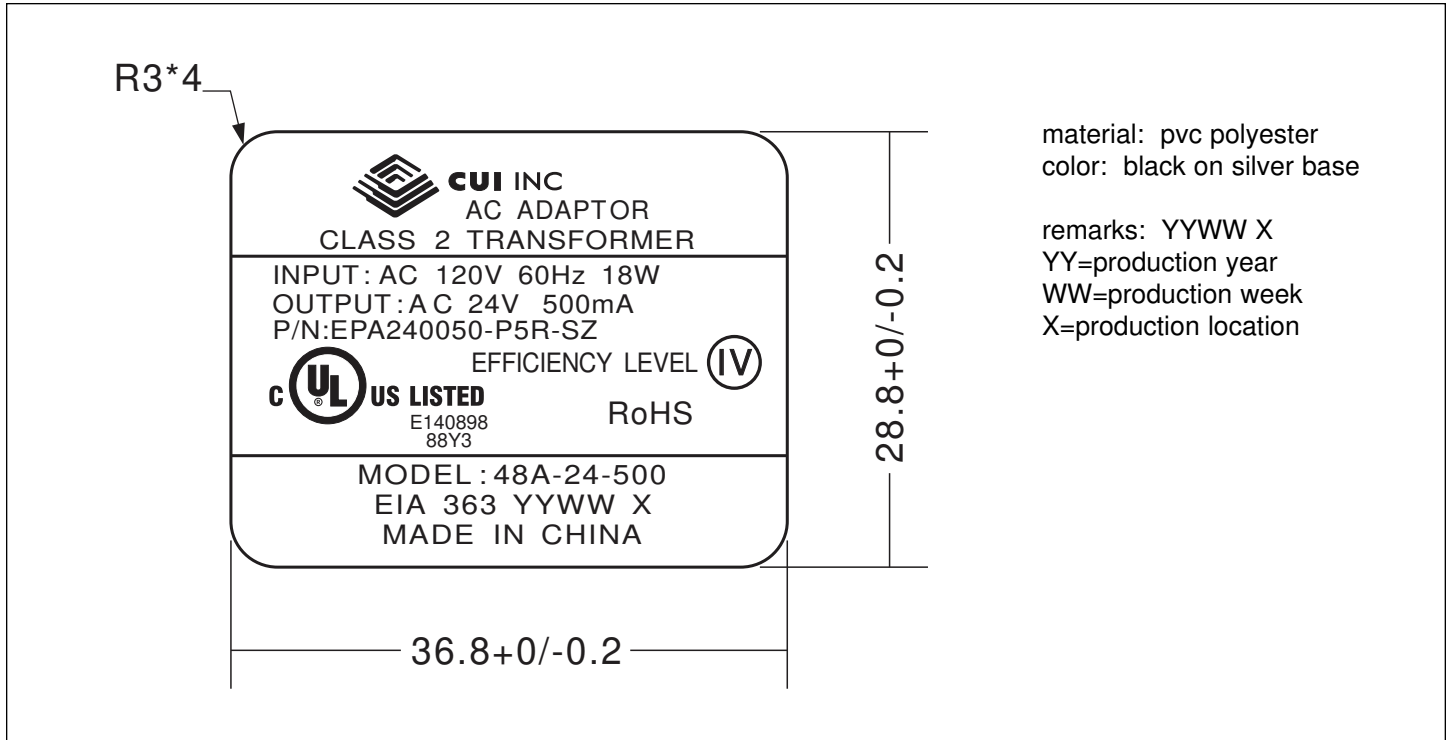 R3*4
CUI INC
AC ADAPTOR
CLASS 2 TRANSFORMER
INPUT: AC 120V 60Hz 18W
OUTPUT: AC 24V 500mA
P/N:EPA240050-P5R-SZ
EFFICIENCY LEVEL IV
C UL ® US LISTED
RoHS
E140898
88Y3
MODEL: 48A-24-500
EIA 363 YYWW X
MADE IN CHINA
28.8+0/-0.2
36.8+0/-0.2
material: pvc polyester
color: black on silver base
remarks: YYWW X
YY=production year
WW=production week
X=production location